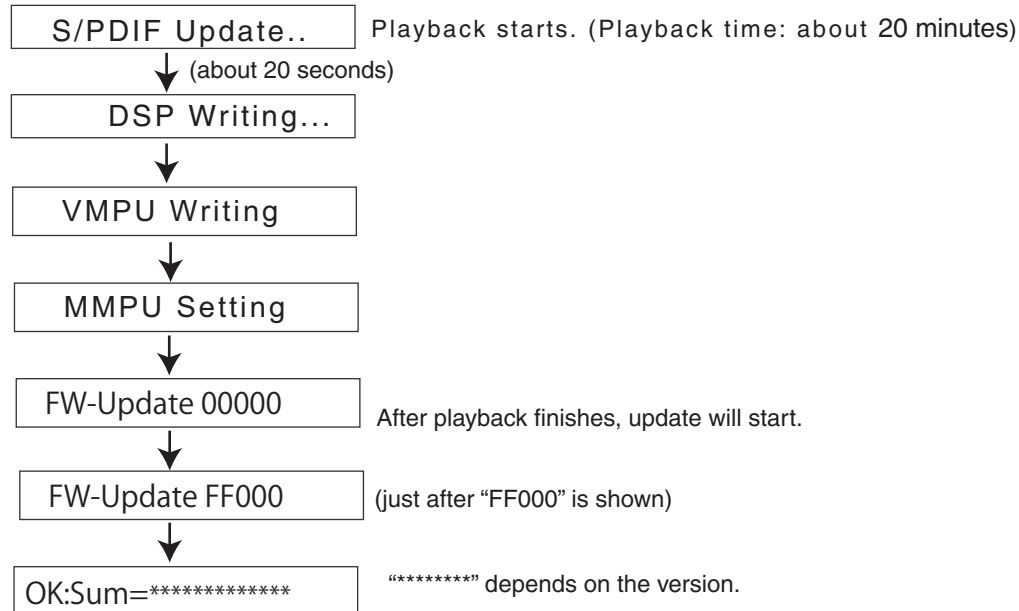 S/PDIF Update.. Playback starts. (Playback time: about 20 minutes)
(about 20 seconds)
DSP Writing...
VMPU Writing
MMPU Setting
FW-Update 00000
After playback finishes, update will start.
FW-Update FF000 (just after “FF000” is shown)
OK:Sum=************* “********” depends on the version.